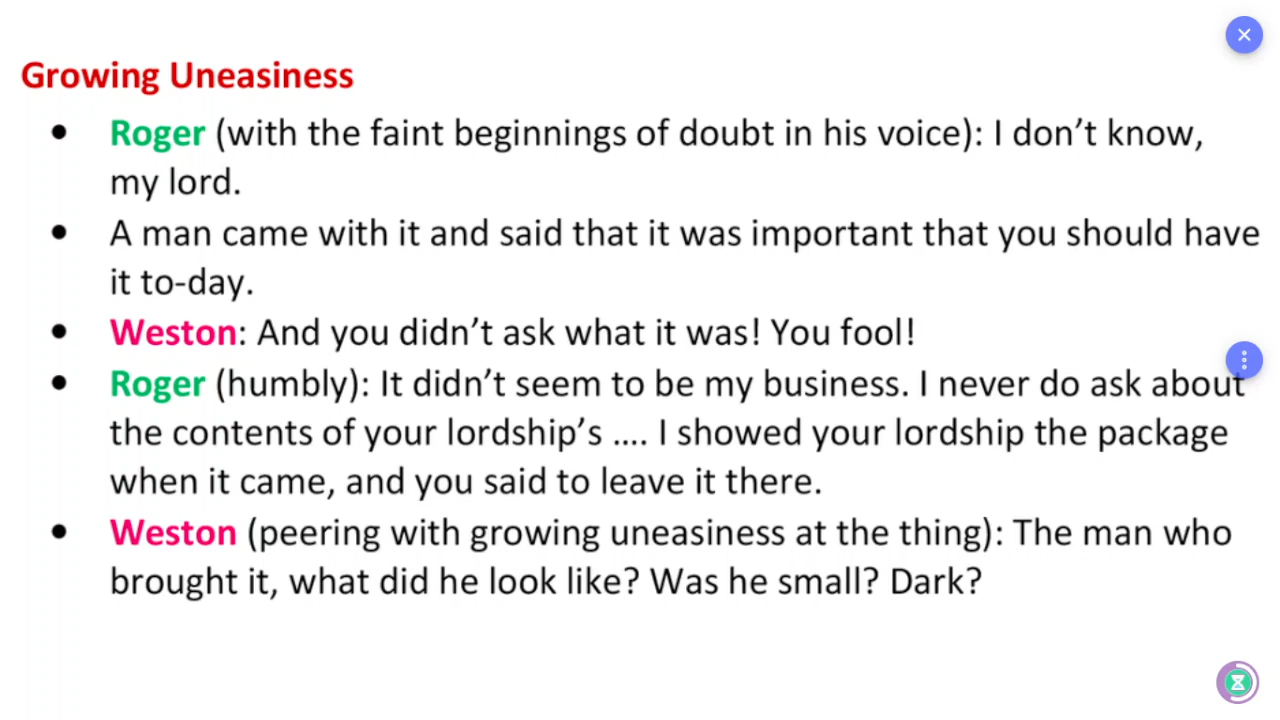 Growing Uneasiness
• Roger (with the faint beginnings of doubt in his voice): I don’t know,
my lord.
• A man came with it and said that it was important that you should have
it to-day.
• Weston: And you didn’t ask what it was! You fool!
• Roger (humbly): It didn’t seem to be my business. I never do ask about
the contents of your lordship’s .... I showed your lordship the package
when it came, and you said to leave it there.
• Weston (peering with growing uneasiness at the thing): The man who
brought it, what did he look like? Was he small? Dark?